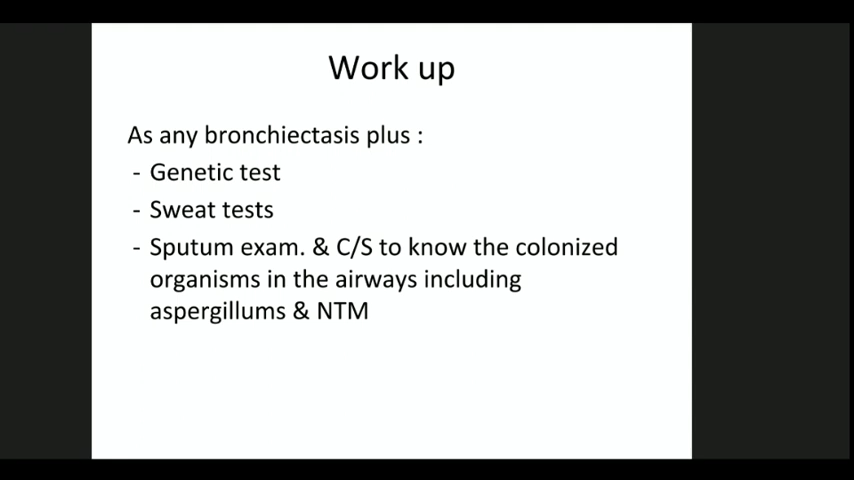 Work up
As any bronchiectasis plus :
- Genetic test
- Sweat tests
- Sputum exam. & C/S to know the colonized
organisms in the airways including
aspergillums & NTM